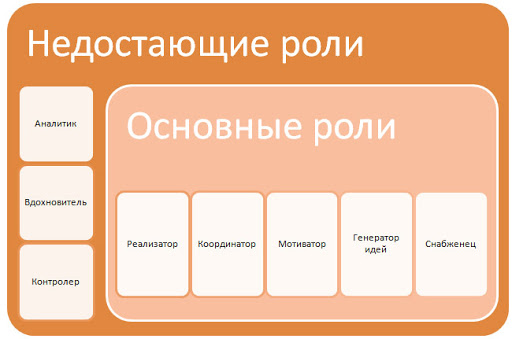 Недостающие роли
Аналитик
Вдохновитель
Контролер
Основные роли
Реализатор
Координатор
Мотиватор
Генератор
идей
Снабженец